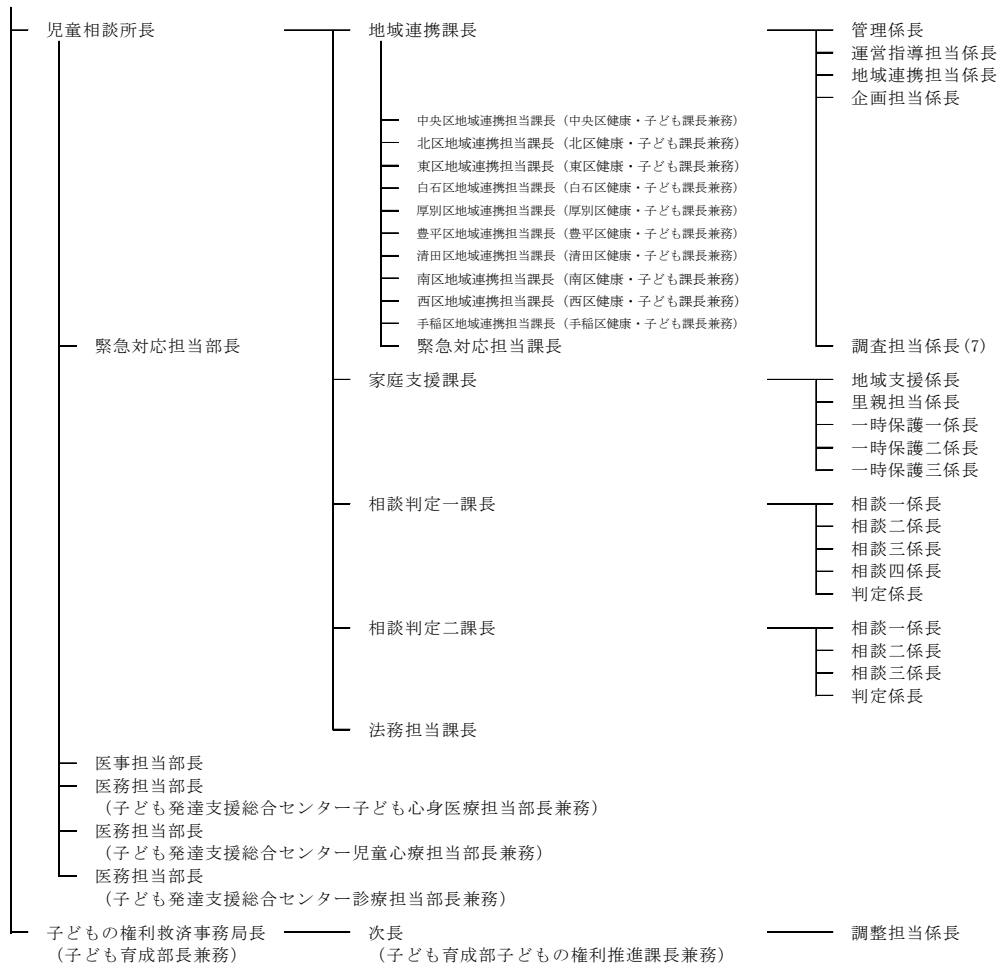 児童相談所長 地域連携課長 管理係長
運営指導担当係長
地域連携担当係長
企画担当係長
中央区地域連携担当課長（中央区健康・子ども課長兼務）
北区地域連携担当課長（北区健康・子ども課長兼務）
東区地域連携担当課長（東区健康・子ども課長兼務）
白石区地域連携担当課長（白石区健康・子ども課長兼務）
厚別区地域連携担当課長（厚別区健康・子ども課長兼務）
豊平区地域連携担当課長（豊平区健康・子ども課長兼務）
清田区地域連携担当課長（清田区健康・子ども課長兼務）
南区地域連携担当課長（南区健康・子ども課長兼務）
西区地域連携担当課長（西区健康・子ども課長兼務）
手稲区地域連携担当課長（手稲区健康・子ども課長兼務）
緊急対応担当部長 緊急対応担当課長 調査担当係長(7)
家庭支援課長 地域支援係長
里親担当係長
一時保護一係長
一時保護二係長
一時保護三係長
相談判定一課長 相談一係長
相談二係長
相談三係長
相談四係長
判定係長
相談判定二課長 相談一係長
相談二係長
相談三係長
判定係長
法務担当課長
医事担当部長
医務担当部長
（子ども発達支援総合センター子ども心身医療担当部長兼務）
医務担当部長
（子ども発達支援総合センター児童心療担当部長兼務）
医務担当部長
（子ども発達支援総合センター診療担当部長兼務）
子どもの権利救済事務局長 次長 調整担当係長
（子ども育成部長兼務） （子ども育成部子どもの権利推進課長兼務）